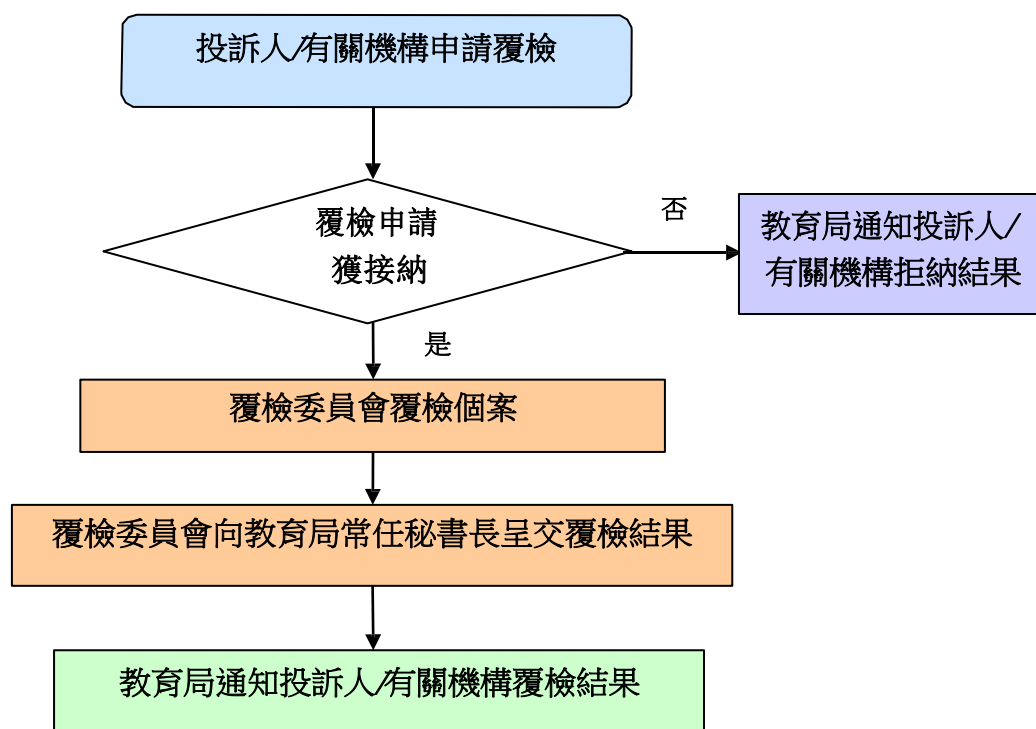 投訴人/有關機構申請覆檢
覆檢申請
獲接納
否
教育局通知投訴人/
有關機構拒納結果
是
覆檢委員會覆檢個案
覆檢委員會向教育局常任秘書長呈交覆檢結果
教育局通知投訴人/有關機構覆檢結果